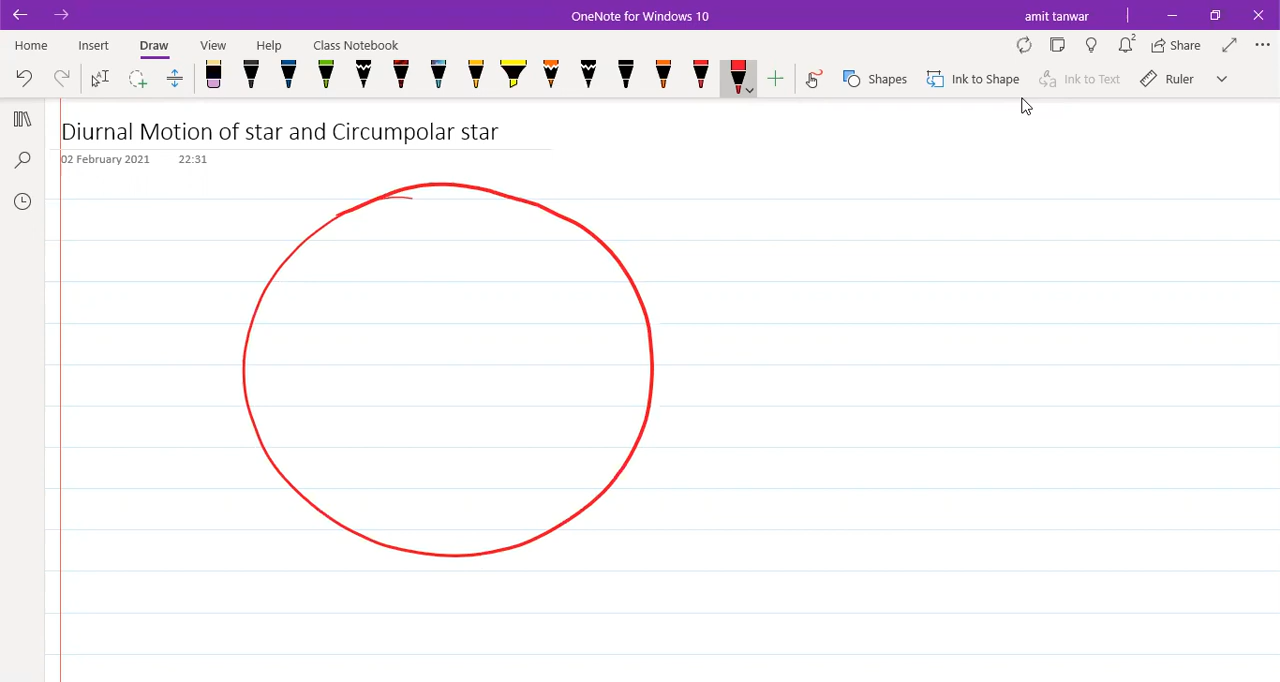 OneNote for Windows 10
amit tanwar
Home Insert Draw View Help Class Notebook
2
Share
Shapes Ink to Shape Ink to Text Ruler
Diurnal Motion of star and Circumpolar star
02 February 2021 22:31